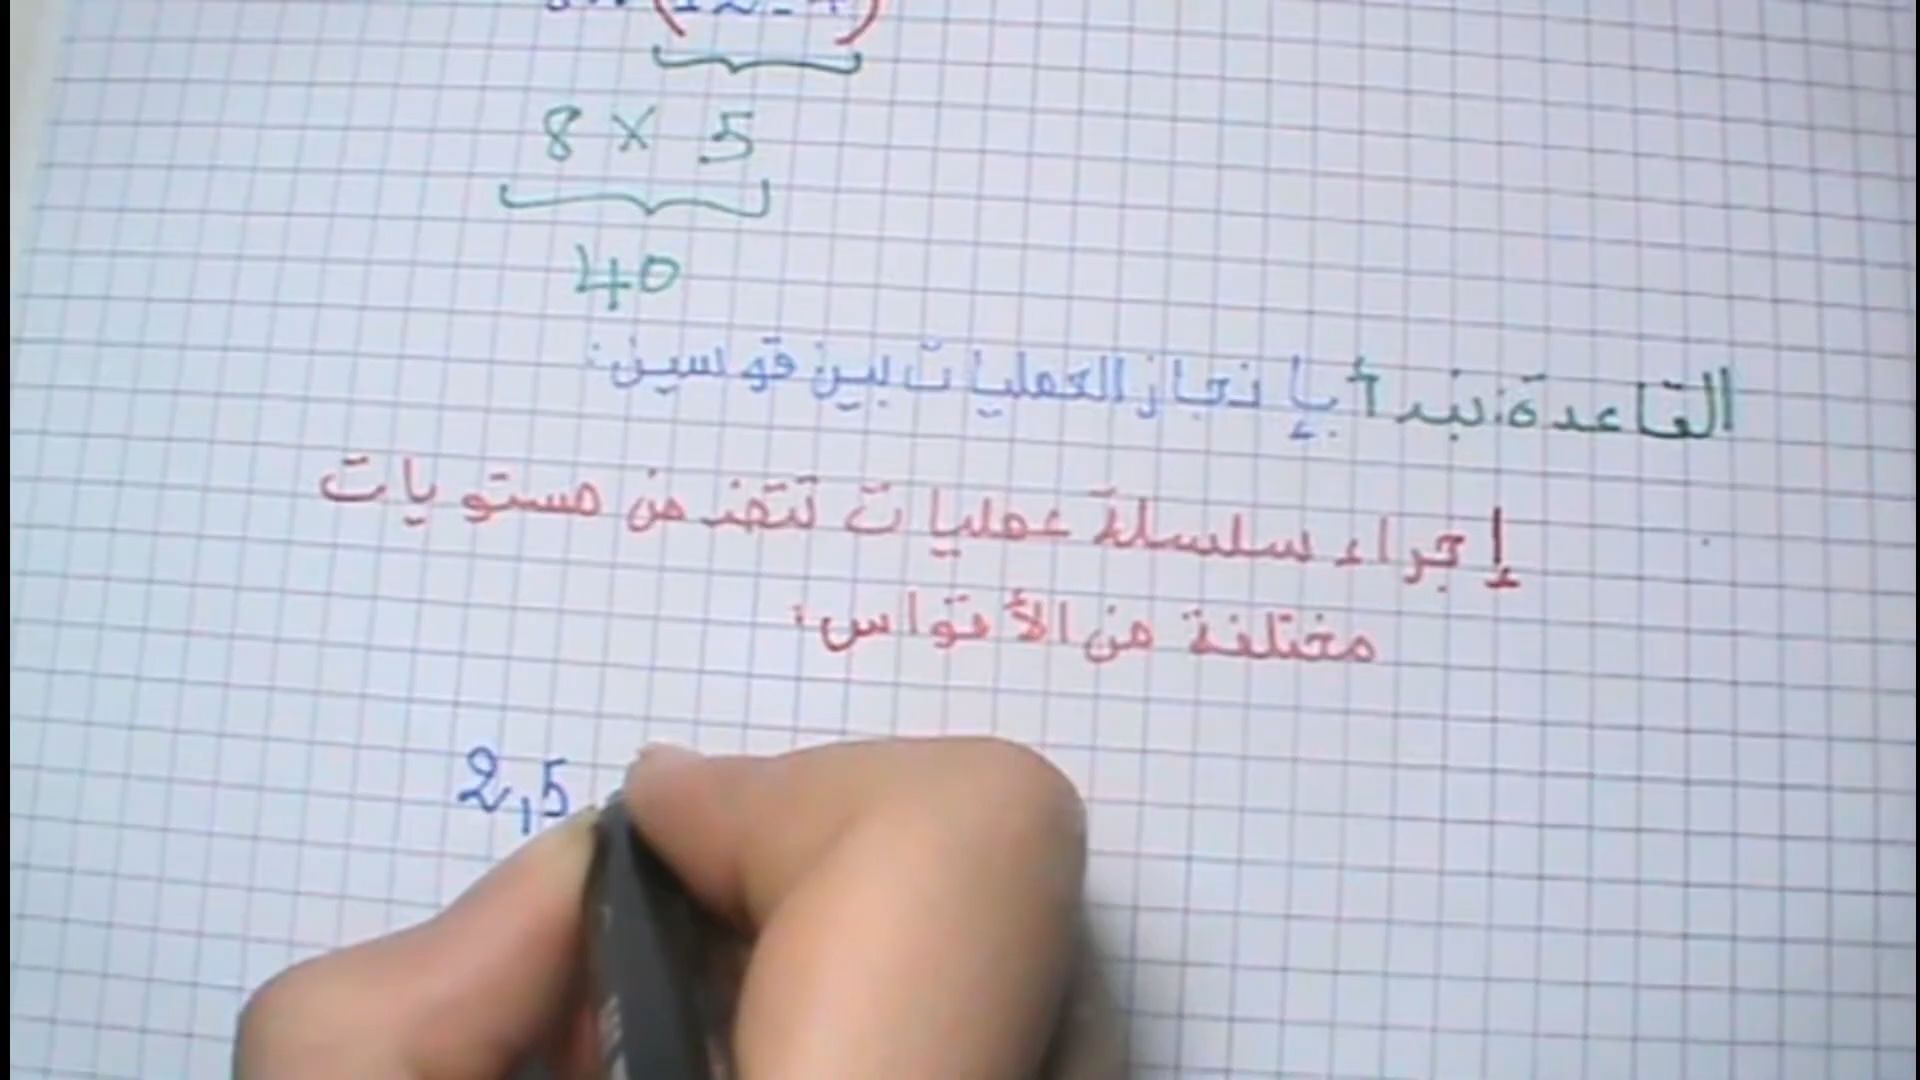 8 × 5
40
القاعدة: نبدأ بإنجاز العمليات بين قوسين:
إجراء سلسلة عمليات تتضمن مستويات
مختلفة من الأقواس:
2,5